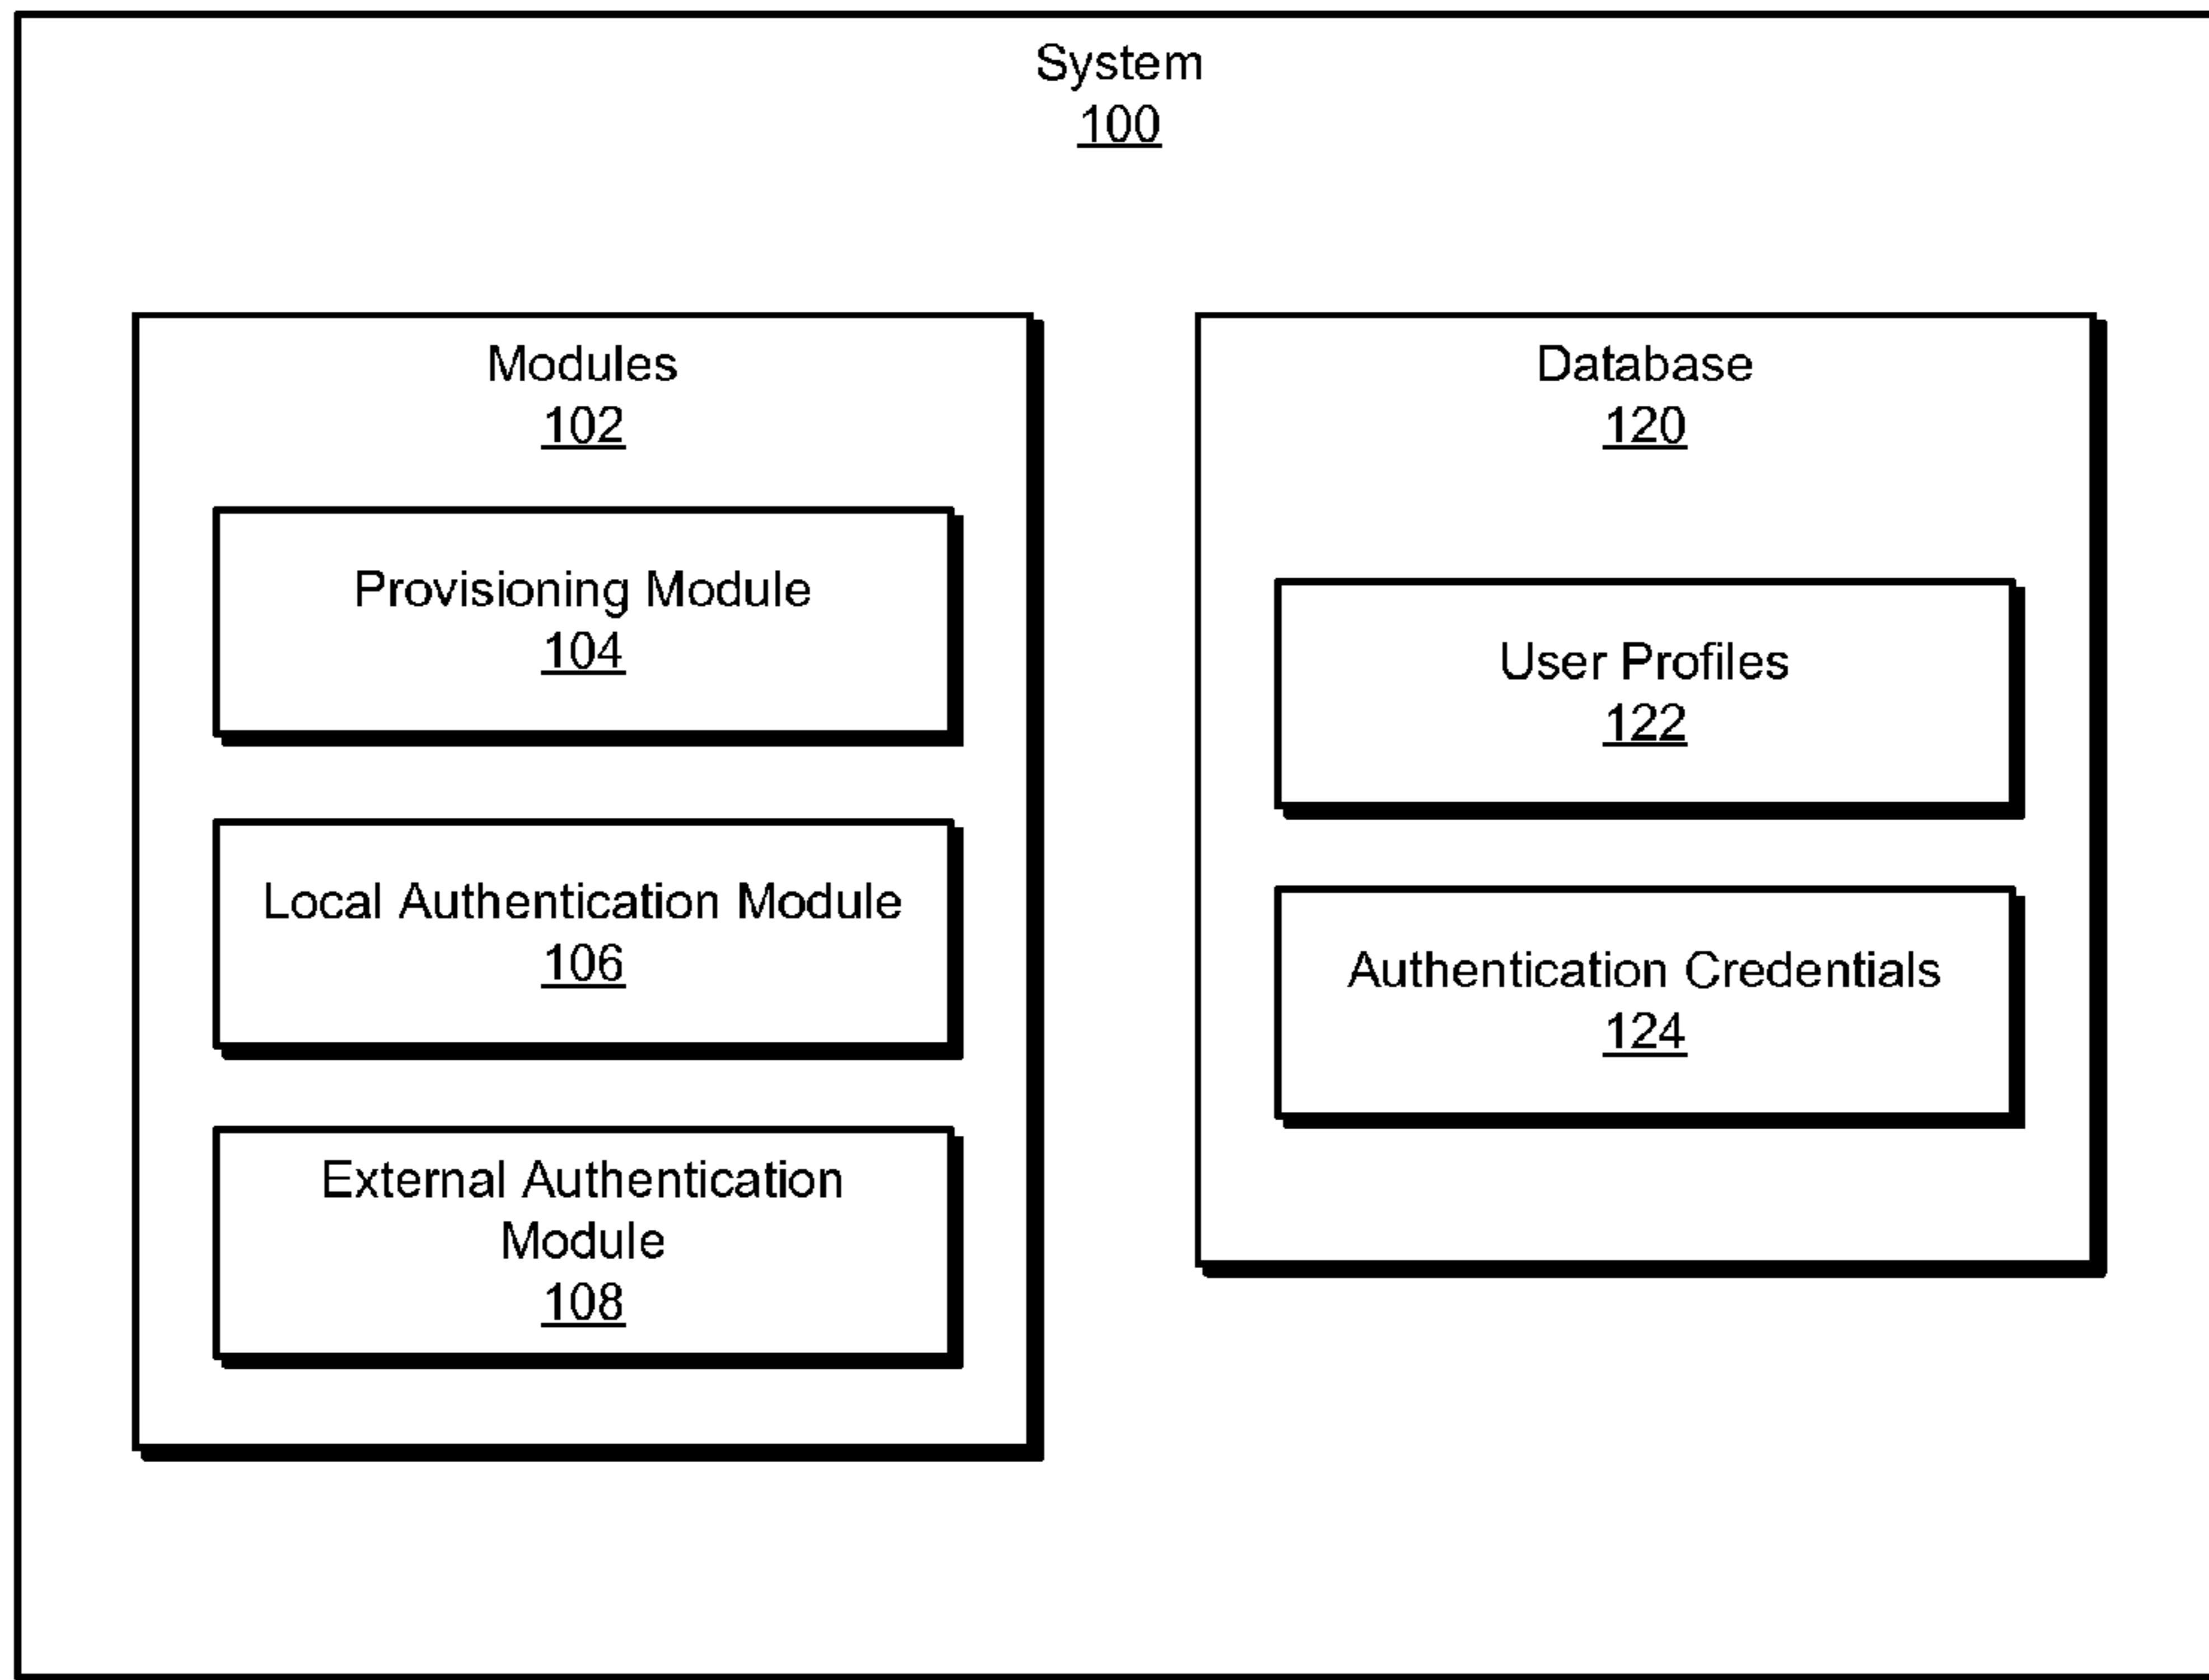 System
100
Modules
102
Provisioning Module
104
Local Authentication Module
106
External Authentication
Module
108
Database
120
User Profiles
122
Authentication Credentials
124